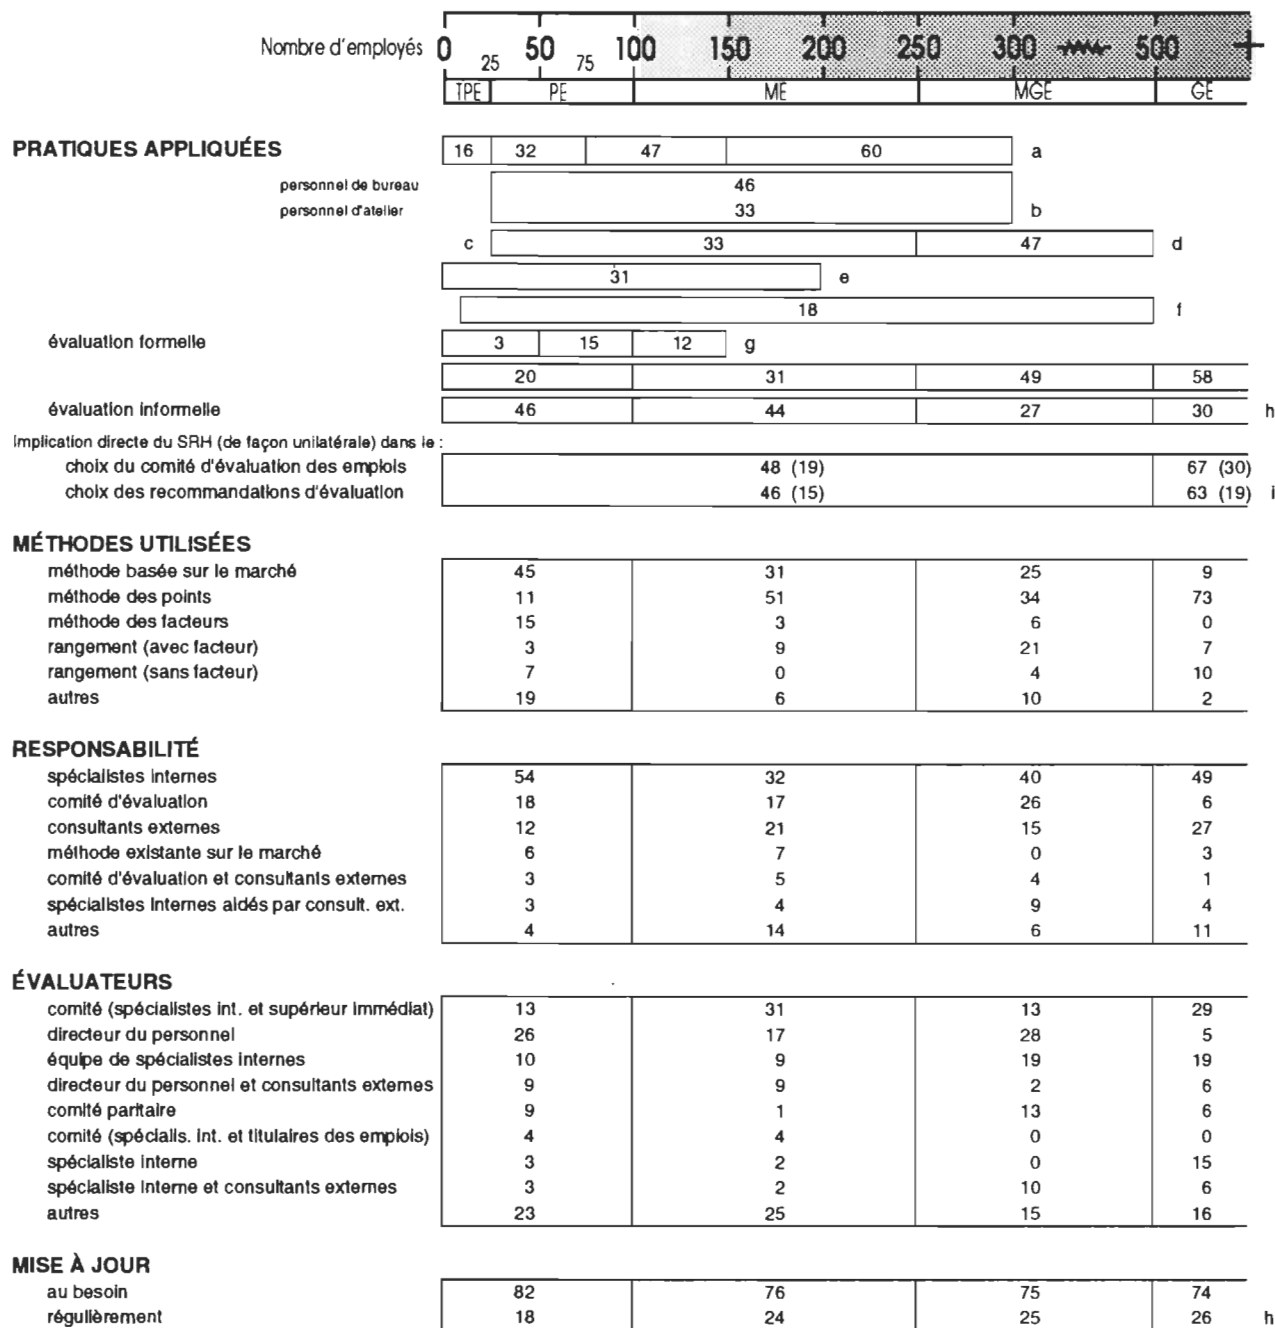 Nombre d'employés 0 25 50 75 100 150 200 250 300 500
TPE PE ME MGE GE
PRATIQUES APPLIQUÉES 16 32 47 60 a
personnel de bureau 46
personnel d'atelier 33 b
c 33 47 d
31 e
18 f
évaluation formelle 3 15 12 g
20 31 49 58
évaluation informelle 46 44 27 30 h
Implication directe du SRH (de façon unilatérale) dans le :
choix du comité d'évaluation des emplois 48 (19) 67 (30)
choix des recommandations d'évaluation 46 (15) 63 (19) i
MÉTHODES UTILISÉES
méthode basée sur le marché 45 31 25 9
méthode des points 11 51 34 73
méthode des facteurs 15 3 6 0
rangement (avec facteur) 3 9 21 7
rangement (sans facteur) 7 0 4 10
autres 19 6 10 2
RESPONSABILITÉ
spécialistes internes 54 32 40 49
comité d'évaluation 18 17 26 6
consultants externes 12 21 15 27
méthode existante sur le marché 6 7 0 3
comité d'évaluation et consultants externes 3 5 4 1
spécialistes internes aidés par consult. ext. 3 4 9 4
autres 4 14 6 11
ÉVALUATEURS
comité (spécialistes int. et supérieur immédiat) 13 31 13 29
directeur du personnel 26 17 28 5
équipe de spécialistes internes 10 9 19 19
directeur du personnel et consultants externes 9 9 2 6
comité paritaire 9 1 13 6
comité (spécialis. int. et titulaires des emplois) 4 4 0 0
spécialiste interne 3 2 0 15
spécialiste interne et consultants externes 3 2 10 6
autres 23 25 15 16
MISE À JOUR
au besoin 82 76 75 74
régulièrement 18 24 25 26 h